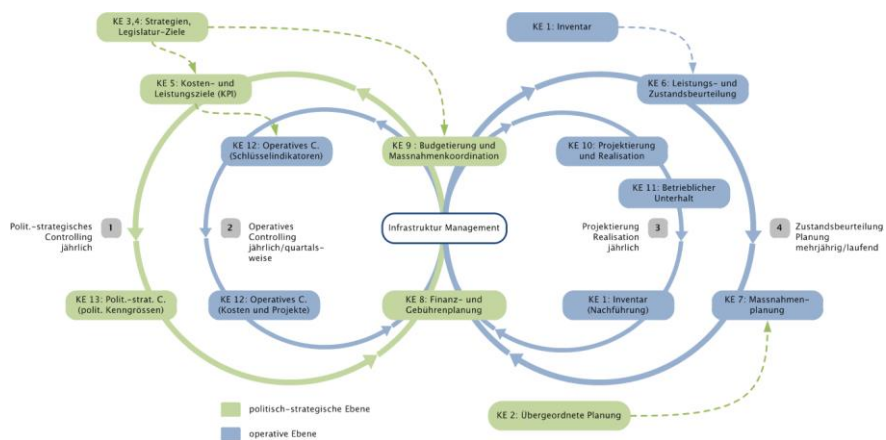 KE 3,4: Strategien,
Legislatur-Ziele
KE 1: Inventar
KE 5: Kosten- und
Leistungsziele (KPI)
KE 6: Leistungs- und
Zustandsbeurteilung
KE 12: Operatives C.
(Schlüsselindikatoren)
KE 9 : Budgetierung und
Massnahmenkoordination
KE 10: Projektierung
und Realisation
KE 11: Betrieblicher
Unterhalt
Polit.-strategisches
Controlling
jährlich
1
2
Operatives
Controlling
jährlich/quartals-
weise
Infrastruktur Management
Projektierung
Realisation
jährlich
3
4
Zustandsbeurteilung
Planung
mehrjährig/laufend
KE 13: Polit.-strat. C.
(polit. Kenngrössen)
KE 12: Operatives C.
(Kosten und Projekte)
KE 8: Finanz- und
Gebührenplanung
KE 1: Inventar
(Nachführung)
KE 7: Massnahmen-
planung
politisch-strategische Ebene
operative Ebene
KE 2: Übergeordnete Planung